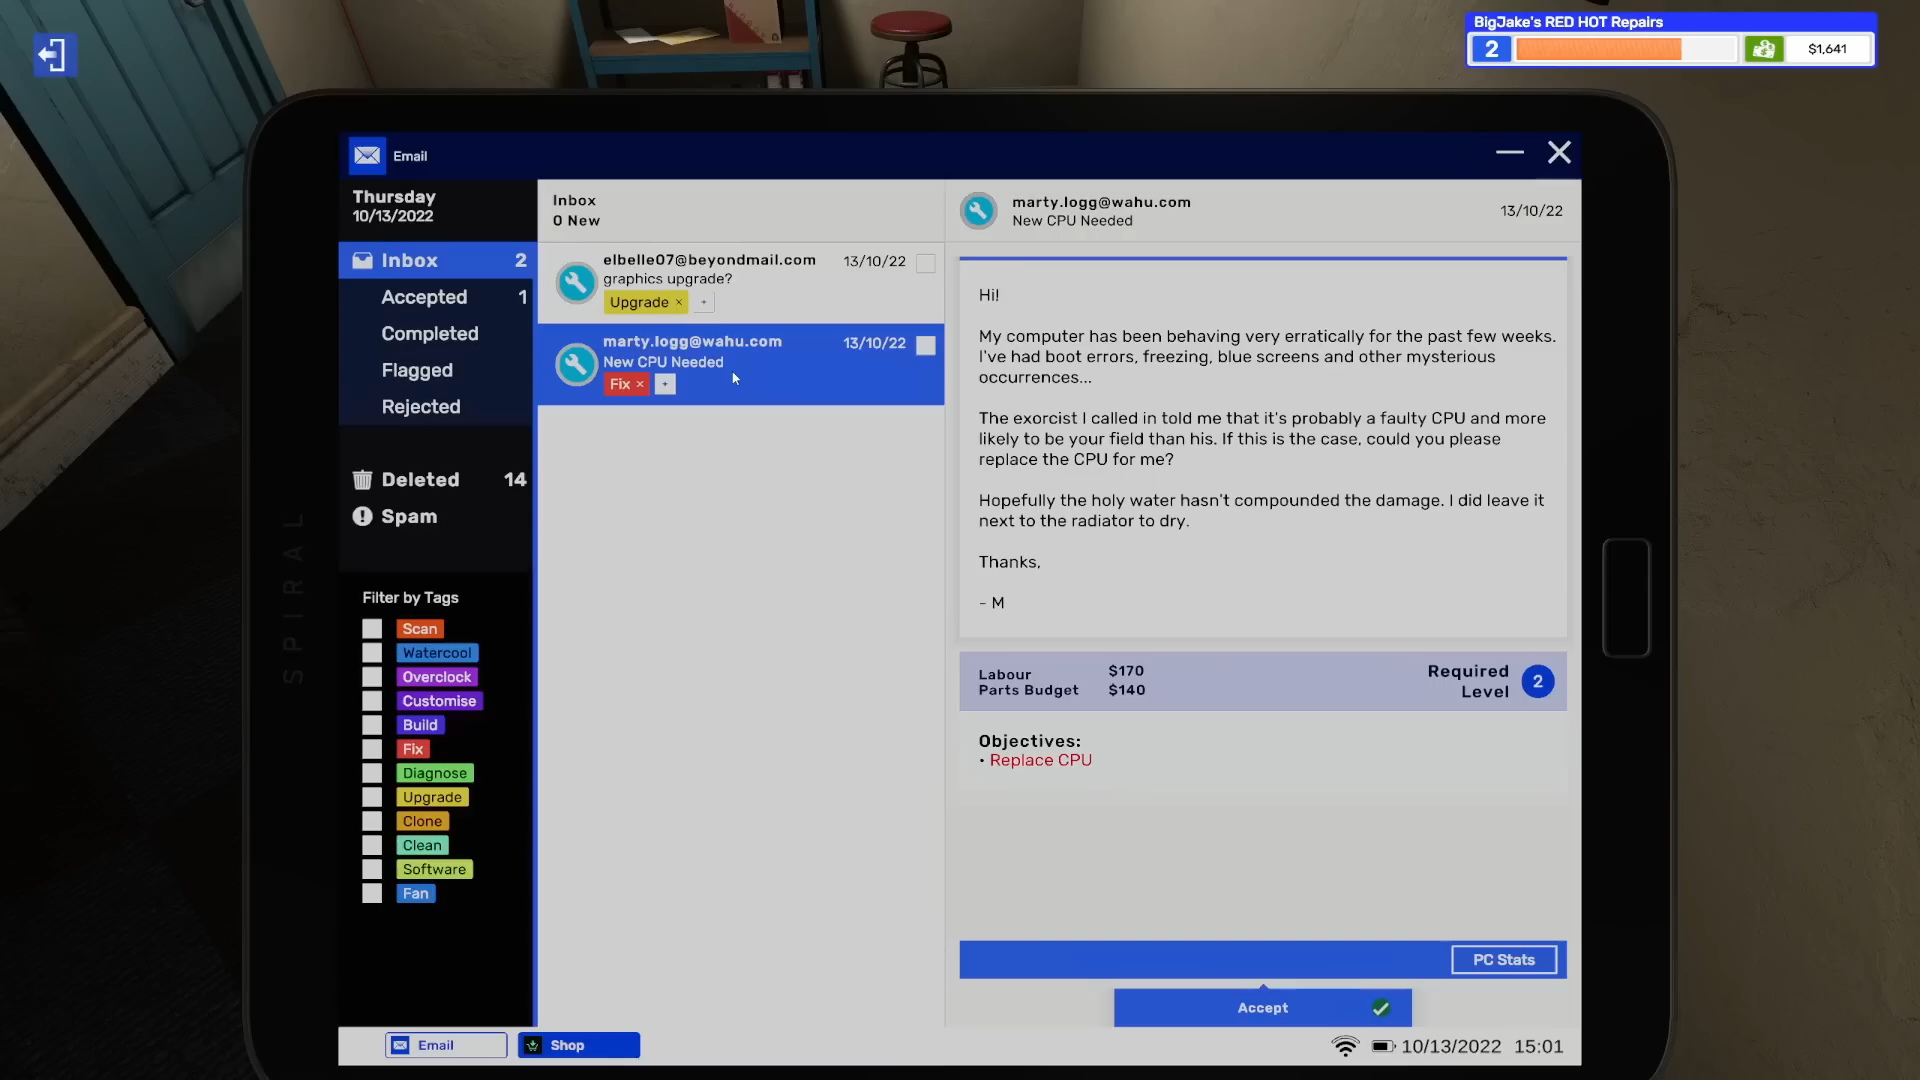 BigJake's RED HOT Repairs
2
$1,641
Email
Thursday
10/13/2022
Inbox 2
Accepted 1
Completed
Flagged
Rejected
Deleted 14
Spam
Filter by Tags
Scan
Watercool
Overclock
Customise
Build
Fix
Diagnose
Upgrade
Clone
Clean
Software
Fan
SPIRAL
Inbox
0 New
elbelle07@beyondmail.com 13/10/22
graphics upgrade?
Upgrade × +
marty.logg@wahu.com 13/10/22
New CPU Needed
Fix × +
marty.logg@wahu.com
New CPU Needed
13/10/22
Hi!
My computer has been behaving very erratically for the past few weeks.
I've had boot errors, freezing, blue screens and other mysterious
occurrences...
The exorcist I called in told me that it's probably a faulty CPU and more
likely to be your field than his. If this is the case, could you please
replace the CPU for me?
Hopefully the holy water hasn't compounded the damage. I did leave it
next to the radiator to dry.
Thanks,
- M
Labour $170
Parts Budget $140
Required
Level
2
Objectives:
• Replace CPU
PC Stats
Accept
Email
Shop
10/13/2022 15:01